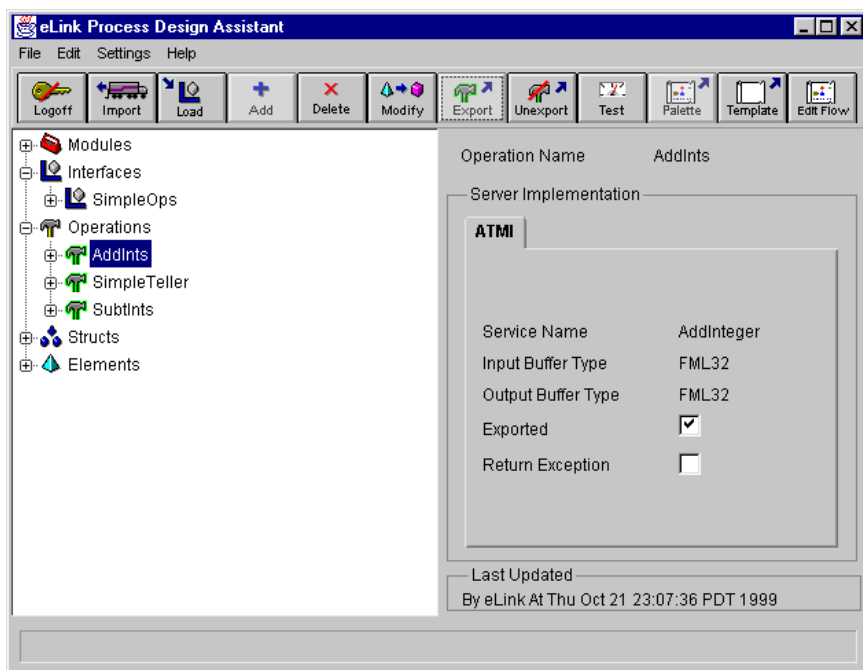 eLink Process Design Assistant
File Edit Settings Help
Logoff Import Load Add Delete Modify Export Unexport Test Palette Template Edit Flow
Modules
Interfaces
SimpleOps
Operations
AddInts
SimpleTeller
SubtInts
Structs
Elements
Operation Name AddInts
Server Implementation
ATMI
Service Name AddInteger
Input Buffer Type FML32
Output Buffer Type FML32
Exported
Return Exception
Last Updated
By eLink At Thu Oct 21 23:07:36 PDT 1999